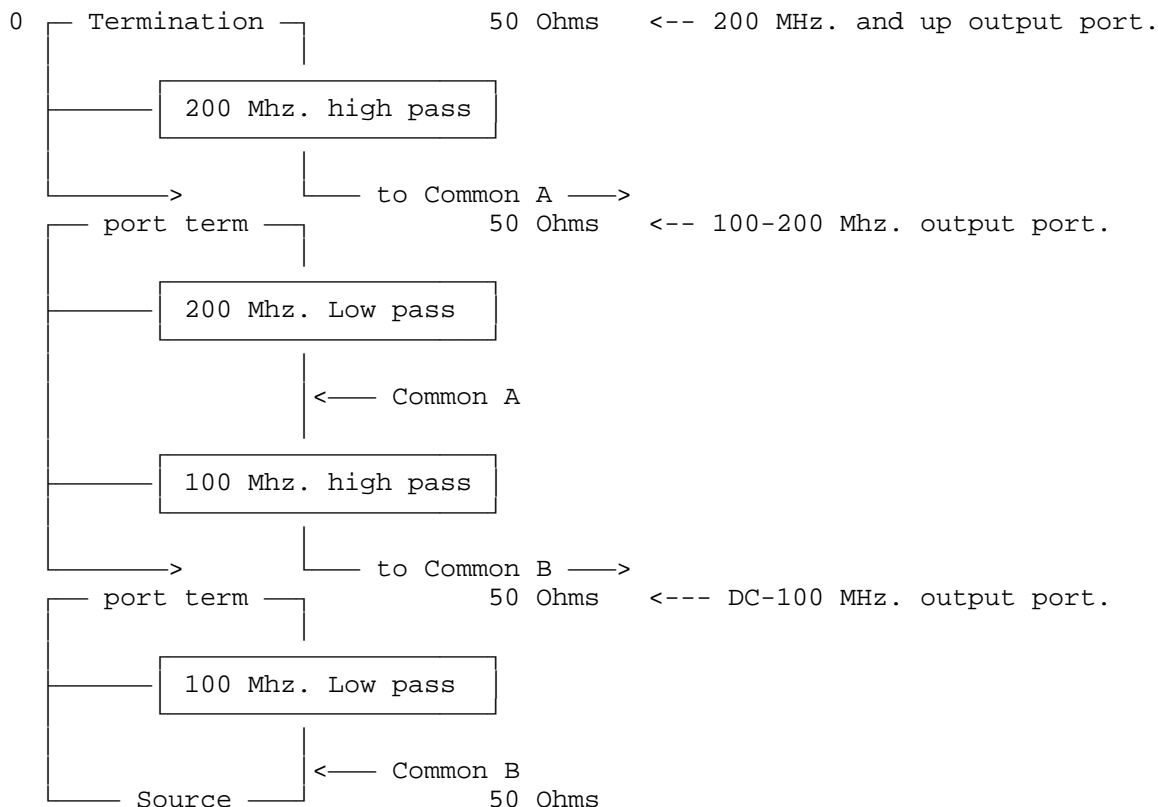 0 Termination 50 Ohms <-- 200 MHz. and up output port.
200 Mhz. high pass
to Common A
port term 50 Ohms <-- 100-200 Mhz. output port.
200 Mhz. Low pass
<— Common A
100 Mhz. high pass
to Common B
port term 50 Ohms <--- DC-100 MHz. output port.
100 Mhz. Low pass
<— Common B
Source 50 Ohms